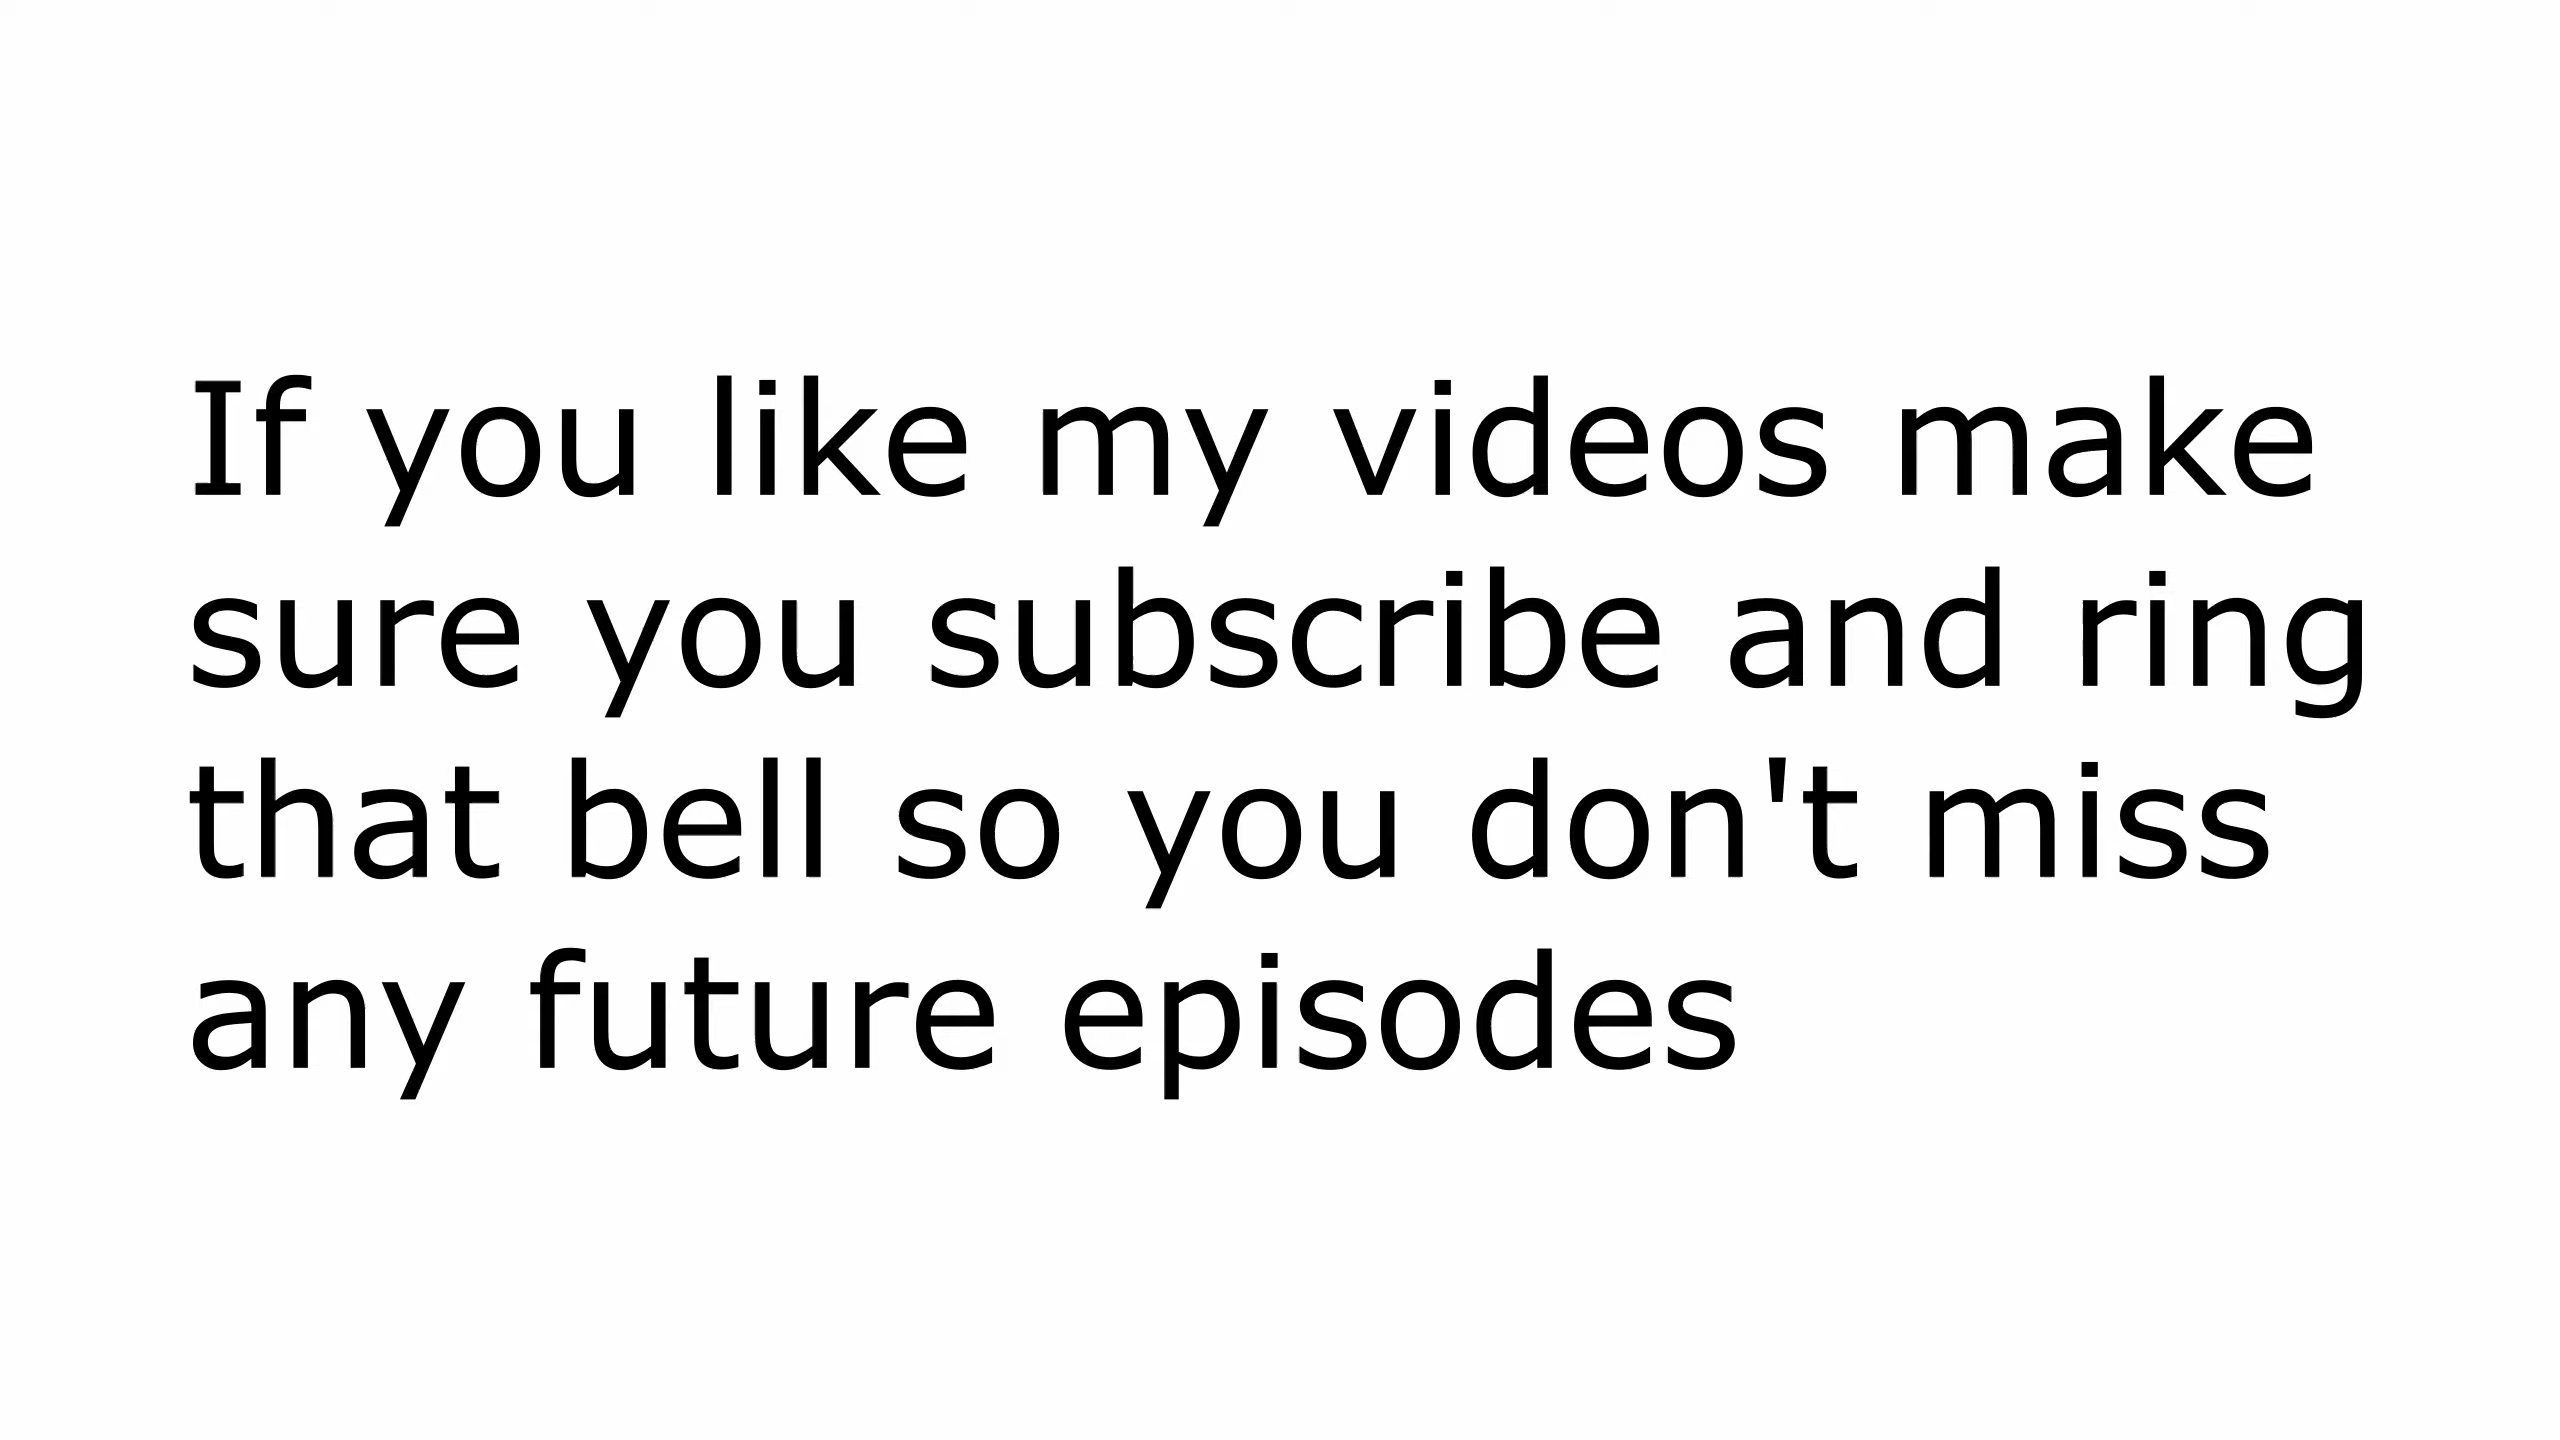 If you like my videos make
sure you subscribe and ring
that bell so you don't miss
any future episodes